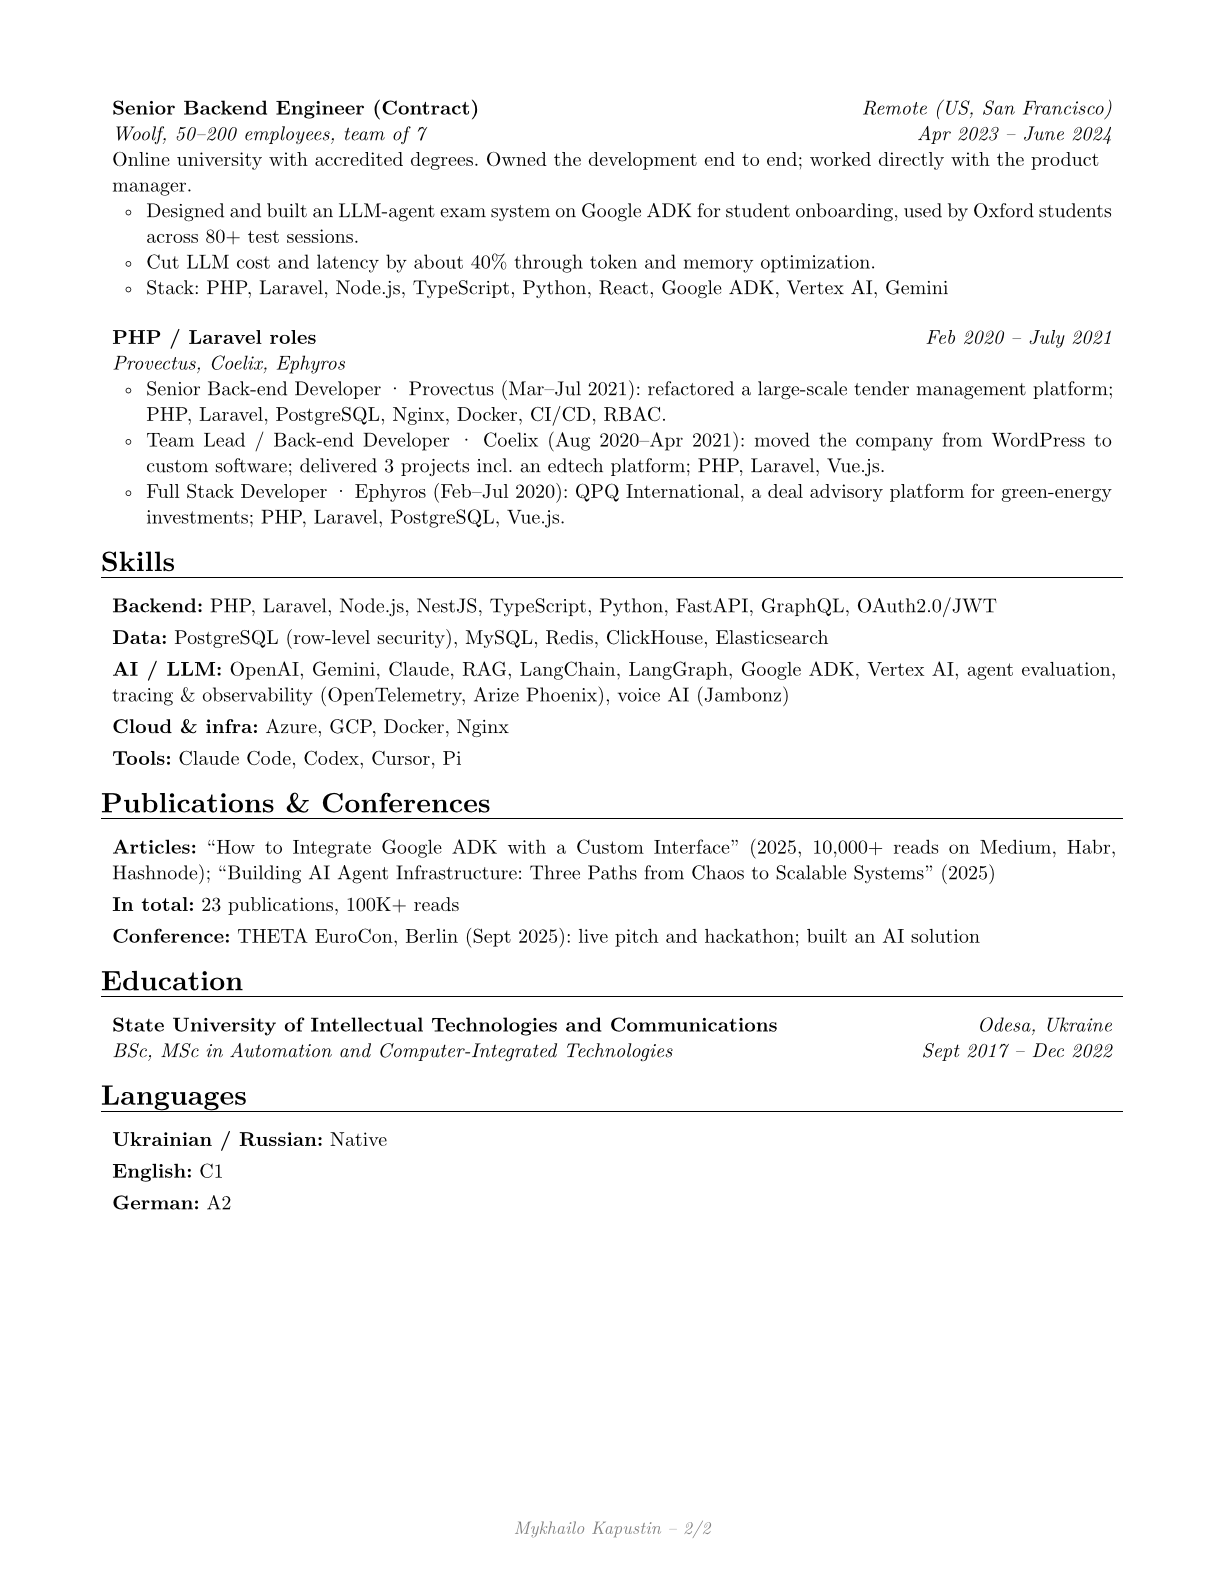 Senior Backend Engineer (Contract) Remote (US, San Francisco)
Woolf, 50–200 employees, team of 7 Apr 2023 – June 2024
Online university with accredited degrees. Owned the development end to end; worked directly with the product
manager.
◦ Designed and built an LLM-agent exam system on Google ADK for student onboarding, used by Oxford students
across 80+ test sessions.
◦ Cut LLM cost and latency by about 40% through token and memory optimization.
◦ Stack: PHP, Laravel, Node.js, TypeScript, Python, React, Google ADK, Vertex AI, Gemini
PHP / Laravel roles Feb 2020 – July 2021
Provectus, Coelix, Ephyros
◦ Senior Back-end Developer · Provectus (Mar–Jul 2021): refactored a large-scale tender management platform;
PHP, Laravel, PostgreSQL, Nginx, Docker, CI/CD, RBAC.
◦ Team Lead / Back-end Developer · Coelix (Aug 2020–Apr 2021): moved the company from WordPress to
custom software; delivered 3 projects incl. an edtech platform; PHP, Laravel, Vue.js.
◦ Full Stack Developer · Ephyros (Feb–Jul 2020): QPQ International, a deal advisory platform for green-energy
investments; PHP, Laravel, PostgreSQL, Vue.js.
Skills
Backend: PHP, Laravel, Node.js, NestJS, TypeScript, Python, FastAPI, GraphQL, OAuth2.0/JWT
Data: PostgreSQL (row-level security), MySQL, Redis, ClickHouse, Elasticsearch
AI / LLM: OpenAI, Gemini, Claude, RAG, LangChain, LangGraph, Google ADK, Vertex AI, agent evaluation,
tracing & observability (OpenTelemetry, Arize Phoenix), voice AI (Jambonz)
Cloud & infra: Azure, GCP, Docker, Nginx
Tools: Claude Code, Codex, Cursor, Pi
Publications & Conferences
Articles: “How to Integrate Google ADK with a Custom Interface” (2025, 10,000+ reads on Medium, Habr,
Hashnode); “Building AI Agent Infrastructure: Three Paths from Chaos to Scalable Systems” (2025)
In total: 23 publications, 100K+ reads
Conference: THETA EuroCon, Berlin (Sept 2025): live pitch and hackathon; built an AI solution
Education
State University of Intellectual Technologies and Communications Odesa, Ukraine
BSc, MSc in Automation and Computer-Integrated Technologies Sept 2017 – Dec 2022
Languages
Ukrainian / Russian: Native
English: C1
German: A2
Mykhailo Kapustin – 2/2